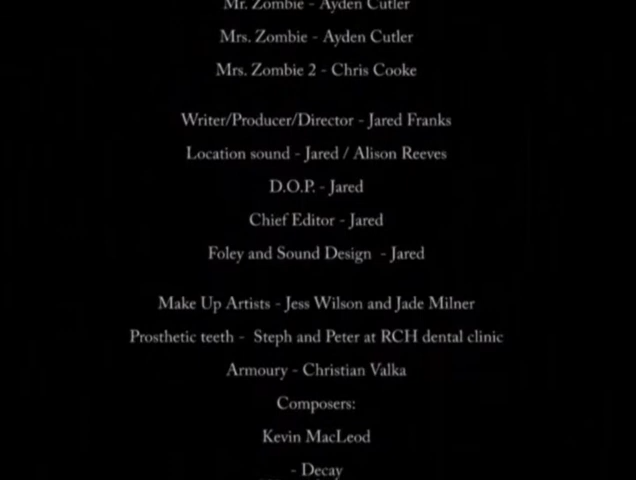 Mr. Zombie - Ayden Cutler
Mrs. Zombie - Ayden Cutler
Mrs. Zombie 2 - Chris Cooke
Writer/Producer/Director - Jared Franks
Location sound - Jared / Alison Reeves
D.O.P. - Jared
Chief Editor - Jared
Foley and Sound Design - Jared
Make Up Artists - Jess Wilson and Jade Milner
Prosthetic teeth - Steph and Peter at RCH dental clinic
Armoury - Christian Valka
Composers:
Kevin MacLeod
- Decay